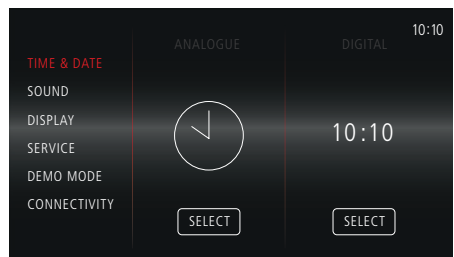 10:10
ANALOGUE
DIGITAL
TIME & DATE
SOUND
DISPLAY
SERVICE
DEMO MODE
CONNECTIVITY
10:10
SELECT
SELECT